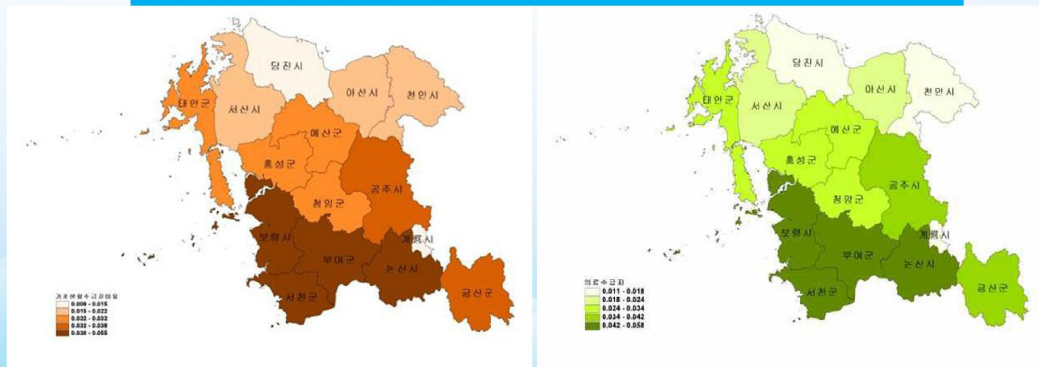 당진시
아산시
천안시
태안군
서산시
예산군
홍성군
공주시
청양군
계룡시
보령시
부여군
논산시
서천군
금산군
0.015 - 0.022
0.022 - 0.032
0.032 - 0.038
0.038 - 0.055
당진시
아산시
천안시
태안군
서산시
예산군
홍성군
공주시
청양군
계룡시
보령시
부여군
논산시
서천군
금산군
의료수급자
0.011 - 0.018
0.018 - 0.024
0.024 - 0.034
0.034 - 0.042
0.042 - 0.058